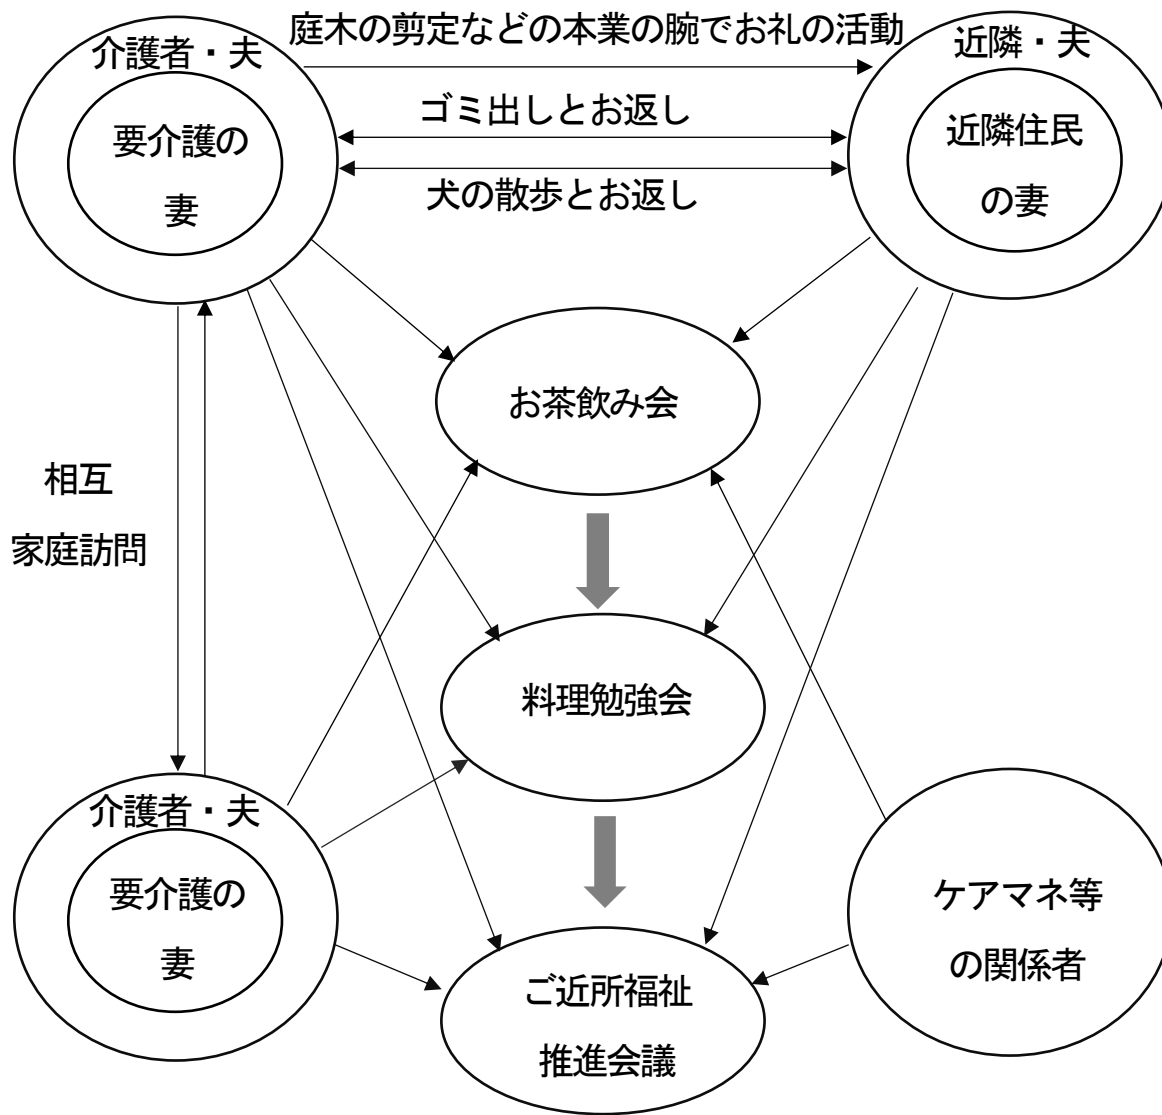 庭木の剪定などの本業の腕でお礼の活動
介護者・夫
近隣・夫
ゴミ出しとお返し
要介護の
妻
近隣住民
の妻
犬の散歩とお返し
お茶飲み会
相互
家庭訪問
料理勉強会
介護者・夫
要介護の
妻
ケアマネ等
の関係者
ご近所福祉
推進会議